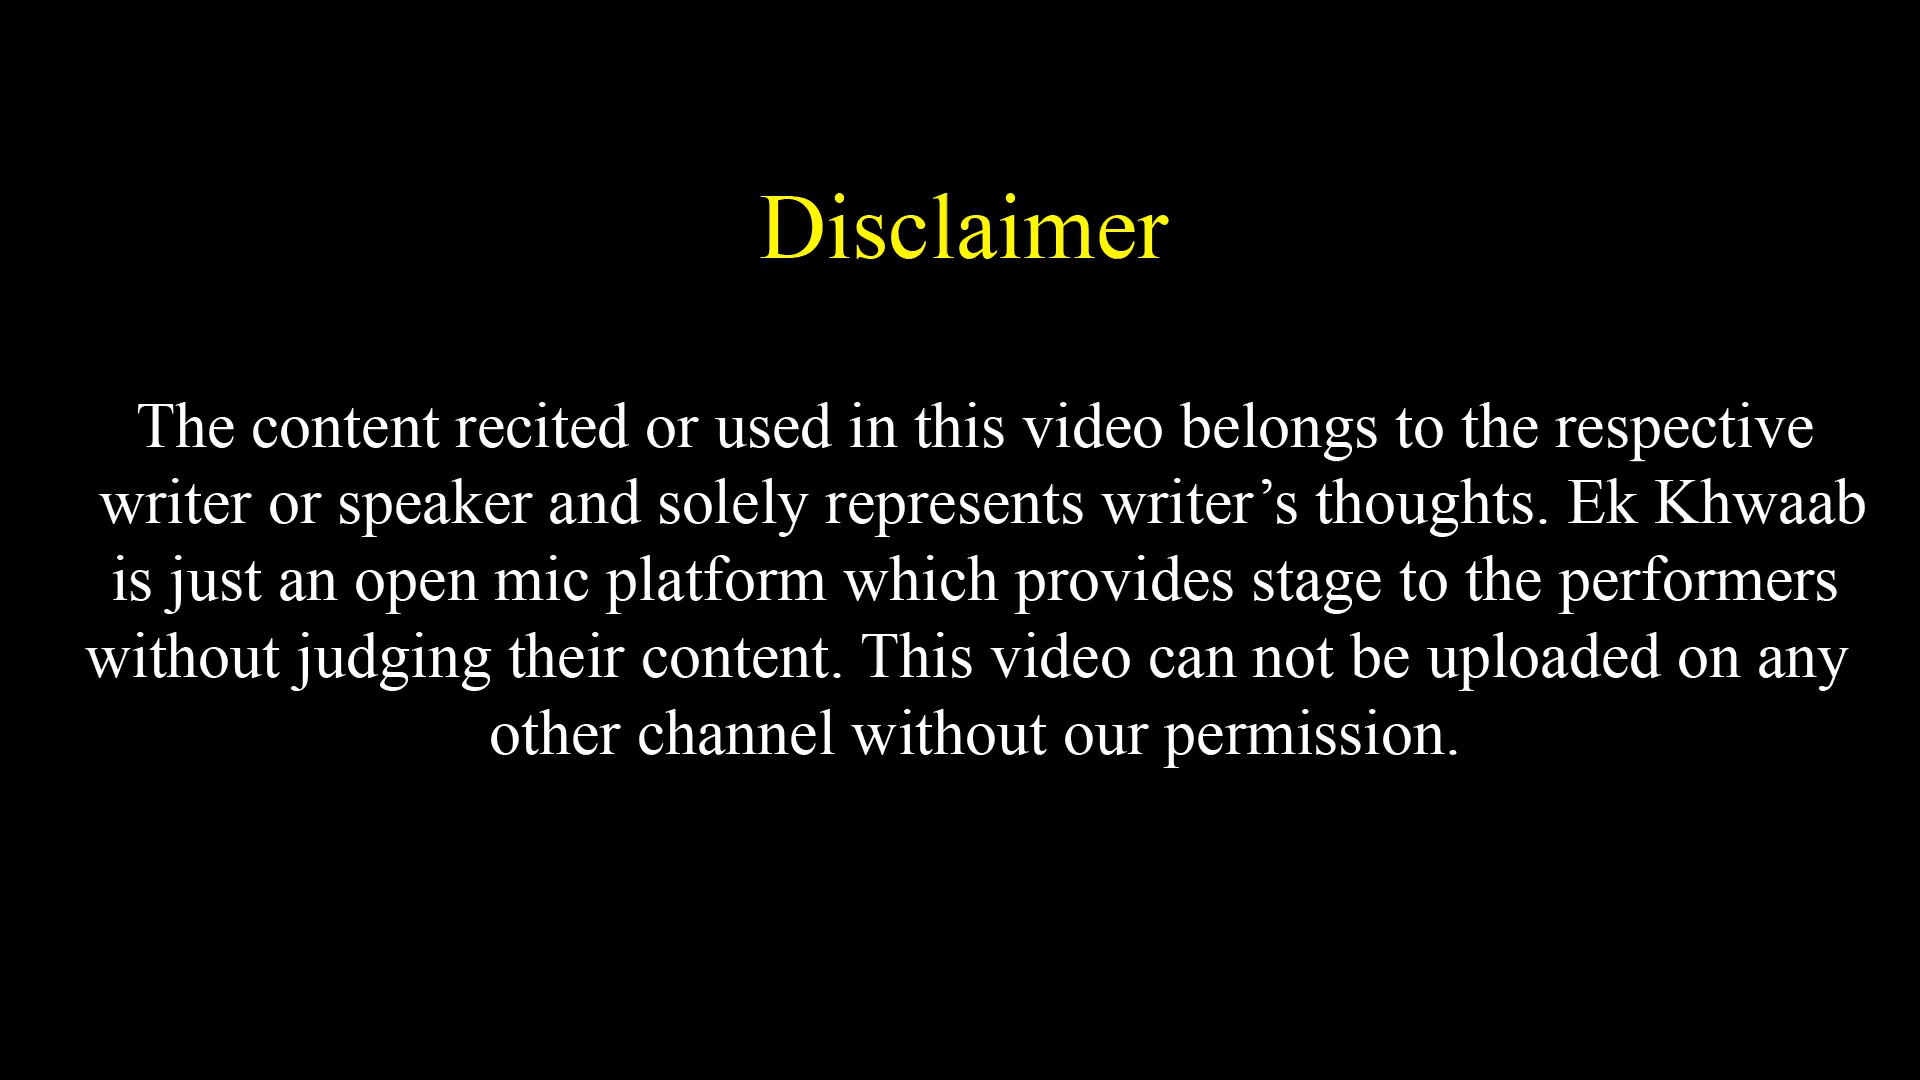 Disclaimer
The content recited or used in this video belongs to the respective
writer or speaker and solely represents writer’s thoughts. Ek Khwaab
is just an open mic platform which provides stage to the performers
without judging their content. This video can not be uploaded on any
other channel without our permission.